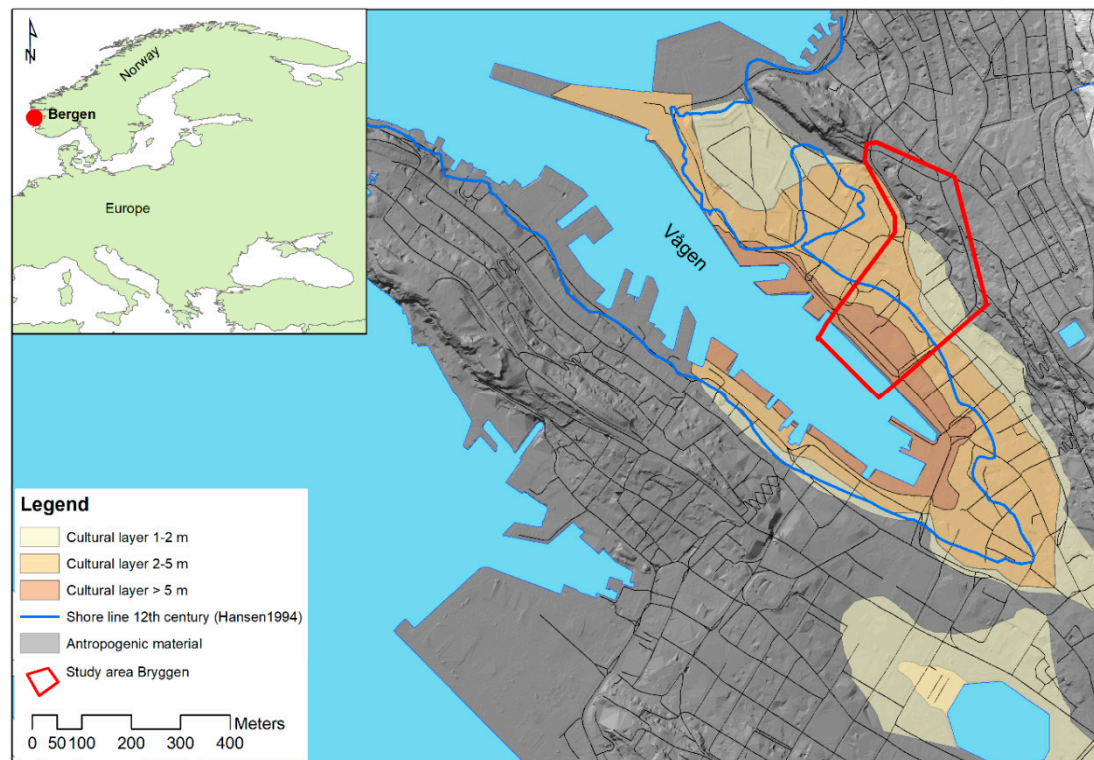 N
Norway
Bergen
Europe
Vågen
Legend
Cultural layer 1-2 m
Cultural layer 2-5 m
Cultural layer > 5 m
Shore line 12th century (Hansen1994)
Antropogenic material
Study area Bryggen
Meters
0 50 100 200 300 400